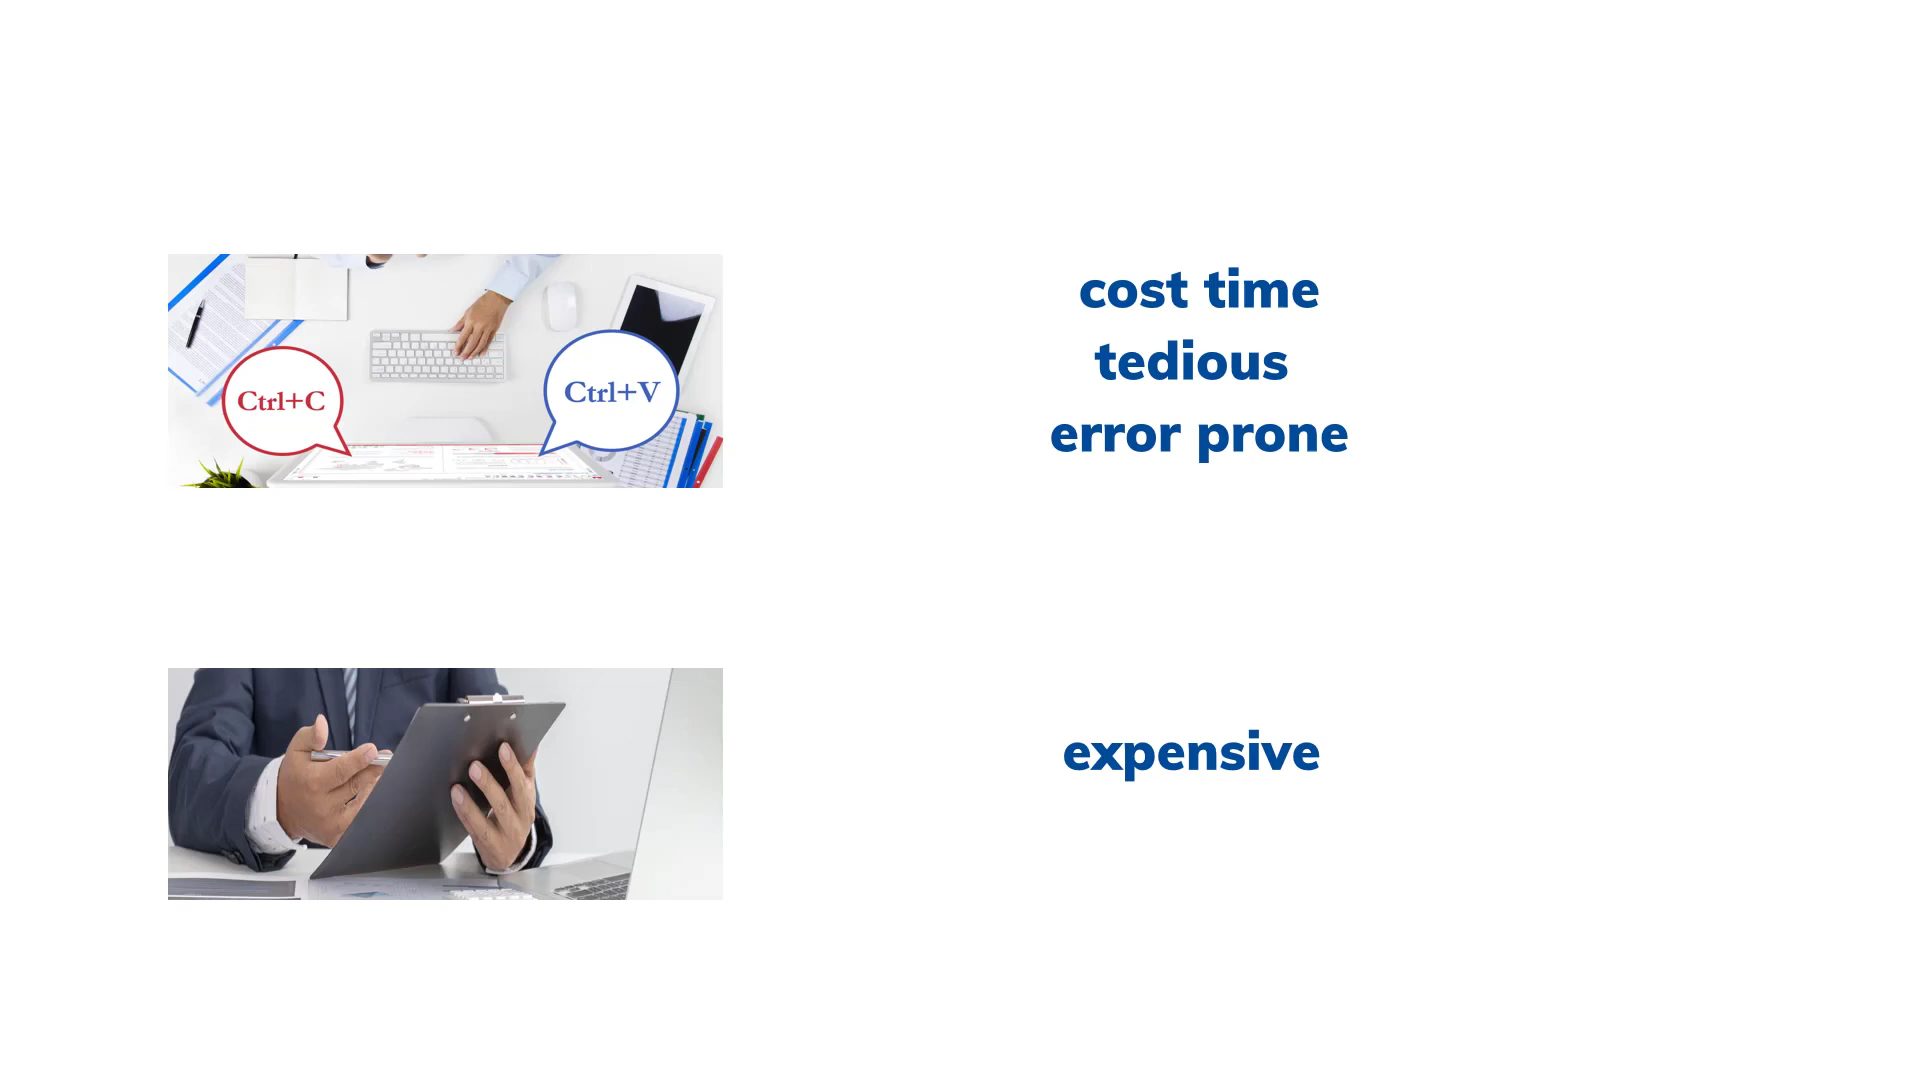 Ctrl+C
Ctrl+V
cost time
tedious
error prone
expensive